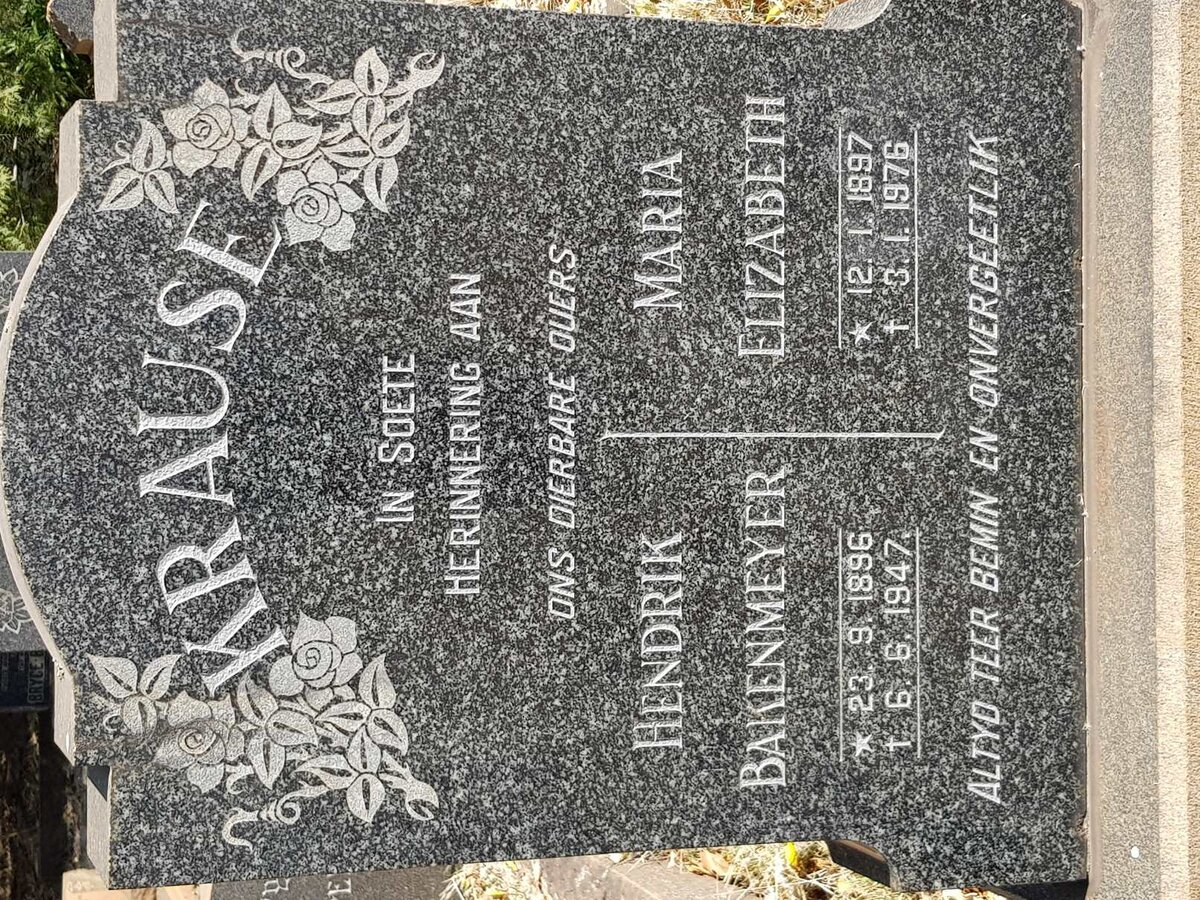 KRAUSE
IN SOETE
HERINNERING AAN
ONS DIERBARE OUERS
HENDRIK
BAKENMEYER
★ 23. 9. 1896
† 6. 6. 1947.
MARIA
ELIZABETH
★ 12. 1. 1897
† 3. 1. 1976
ALTYD TEER BEMIN EN ONVERGEETLIK
BRYCE